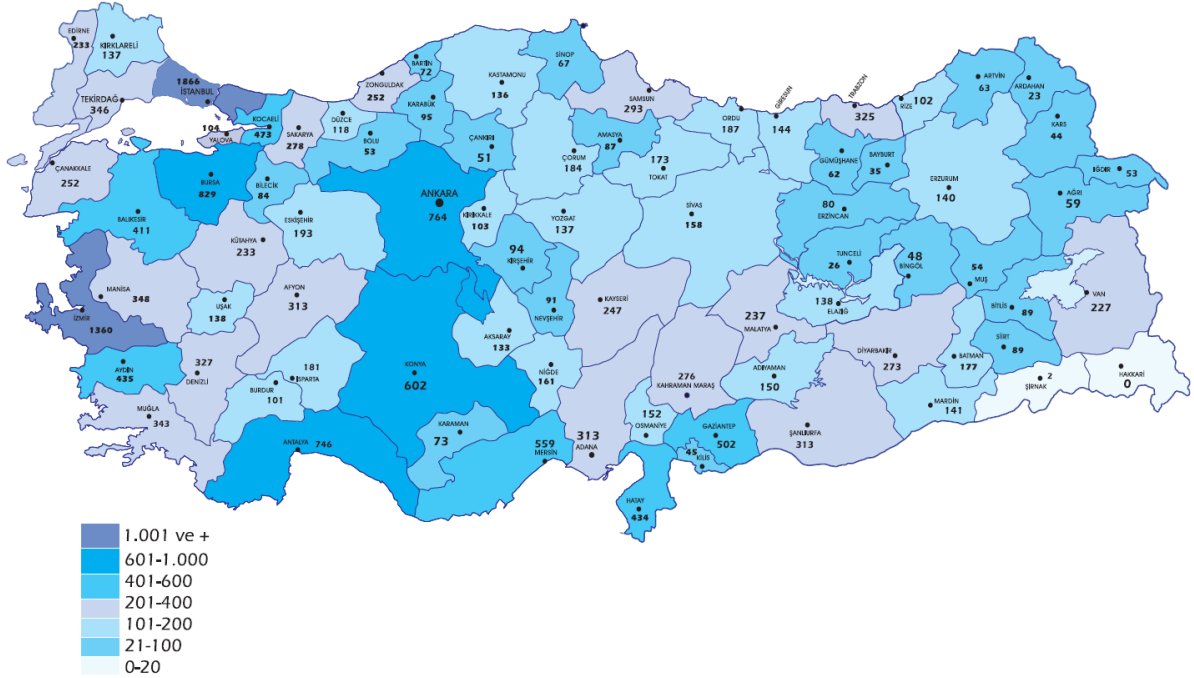 EDİRNE
233
KIRKLARELİ
137
TEKİRDAĞ
346
1866
İSTANBUL
KOCAELİ
473
104
YALOVA
SAKARYA
278
DÜZCE
118
ZONGULDAK
252
BARTIN
72
KARABÜK
95
BOLU
53
KASTAMONU
136
SİNOP
67
ÇANKIRI
51
SAMSUN
293
AMASYA
87
ÇORUM
184
173
TOKAT
ORDU
187
GİRESUN
144
TRABZON
325
RİZE
102
ARTVİN
63
ARDAHAN
23
KARS
44
IĞDIR
53
AĞRI
59
GÜMÜŞHANE
62
BAYBURT
35
ERZURUM
140
80
ERZİNCAN
ÇANAKKALE
252
BALIKESİR
411
BURSA
829
BİLECİK
84
ESKİŞEHİR
193
ANKARA
764
KIRIKKALE
103
YOZGAT
137
SİVAS
158
KÜTAHYA
233
94
KIRŞEHİR
TUNCELİ
26
48
BİNGÖL
54
MUŞ
BİTLİS
89
VAN
227
MANİSA
348
İZMİR
1360
UŞAK
138
AFYON
313
91
NEVŞEHİR
AKSARAY
133
KAYSERİ
247
237
MALATYA
138
ELAZIĞ
DİYARBAKIR
273
BATMAN
177
SİİRT
89
2
ŞIRNAK
HAKKARİ
0
AYDIN
435
327
DENİZLİ
181
ISPARTA
BURDUR
101
KONYA
602
NİĞDE
161
276
KAHRAMAN MARAŞ
ADIYAMAN
150
MARDİN
141
MUĞLA
343
ANTALYA 746
KARAMAN
73
559
MERSİN
313
ADANA
152
OSMANİYE
GAZİANTEP
502
45
KİLİS
ŞANLIURFA
313
HATAY
434
1.001 ve +
601-1.000
401-600
201-400
101-200
21-100
0-20